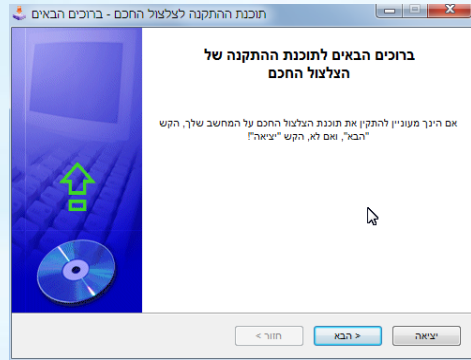 תוכנת ההתקנה לצלצול החכם - ברוכים הבאים
ברוכים הבאים לתוכנת ההתקנה של
הצלצול החכם
אם הינך מעוניין להתקין את תוכנת הצלצול החכם על המחשב שלך, הקש
"הבא", ואם לא, הקש "יציאה"!
יציאה
< הבא
חזור >